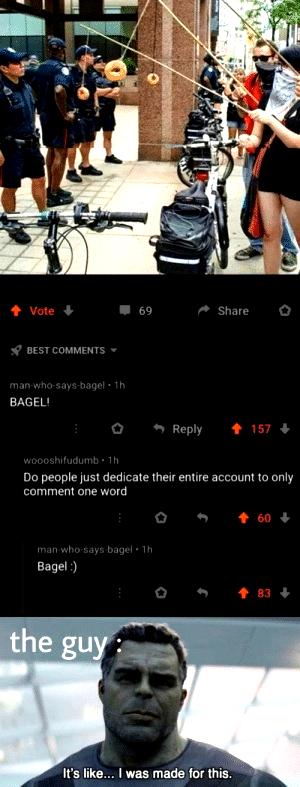 Vote
69
Share
BEST COMMENTS
man-who-says-bagel • 1h
BAGEL!
Reply
157
woooshifudumb • 1h
Do people just dedicate their entire account to only
comment one word
60
man-who-says-bagel • 1h
Bagel :)
83
the guy :
It's like... I was made for this.